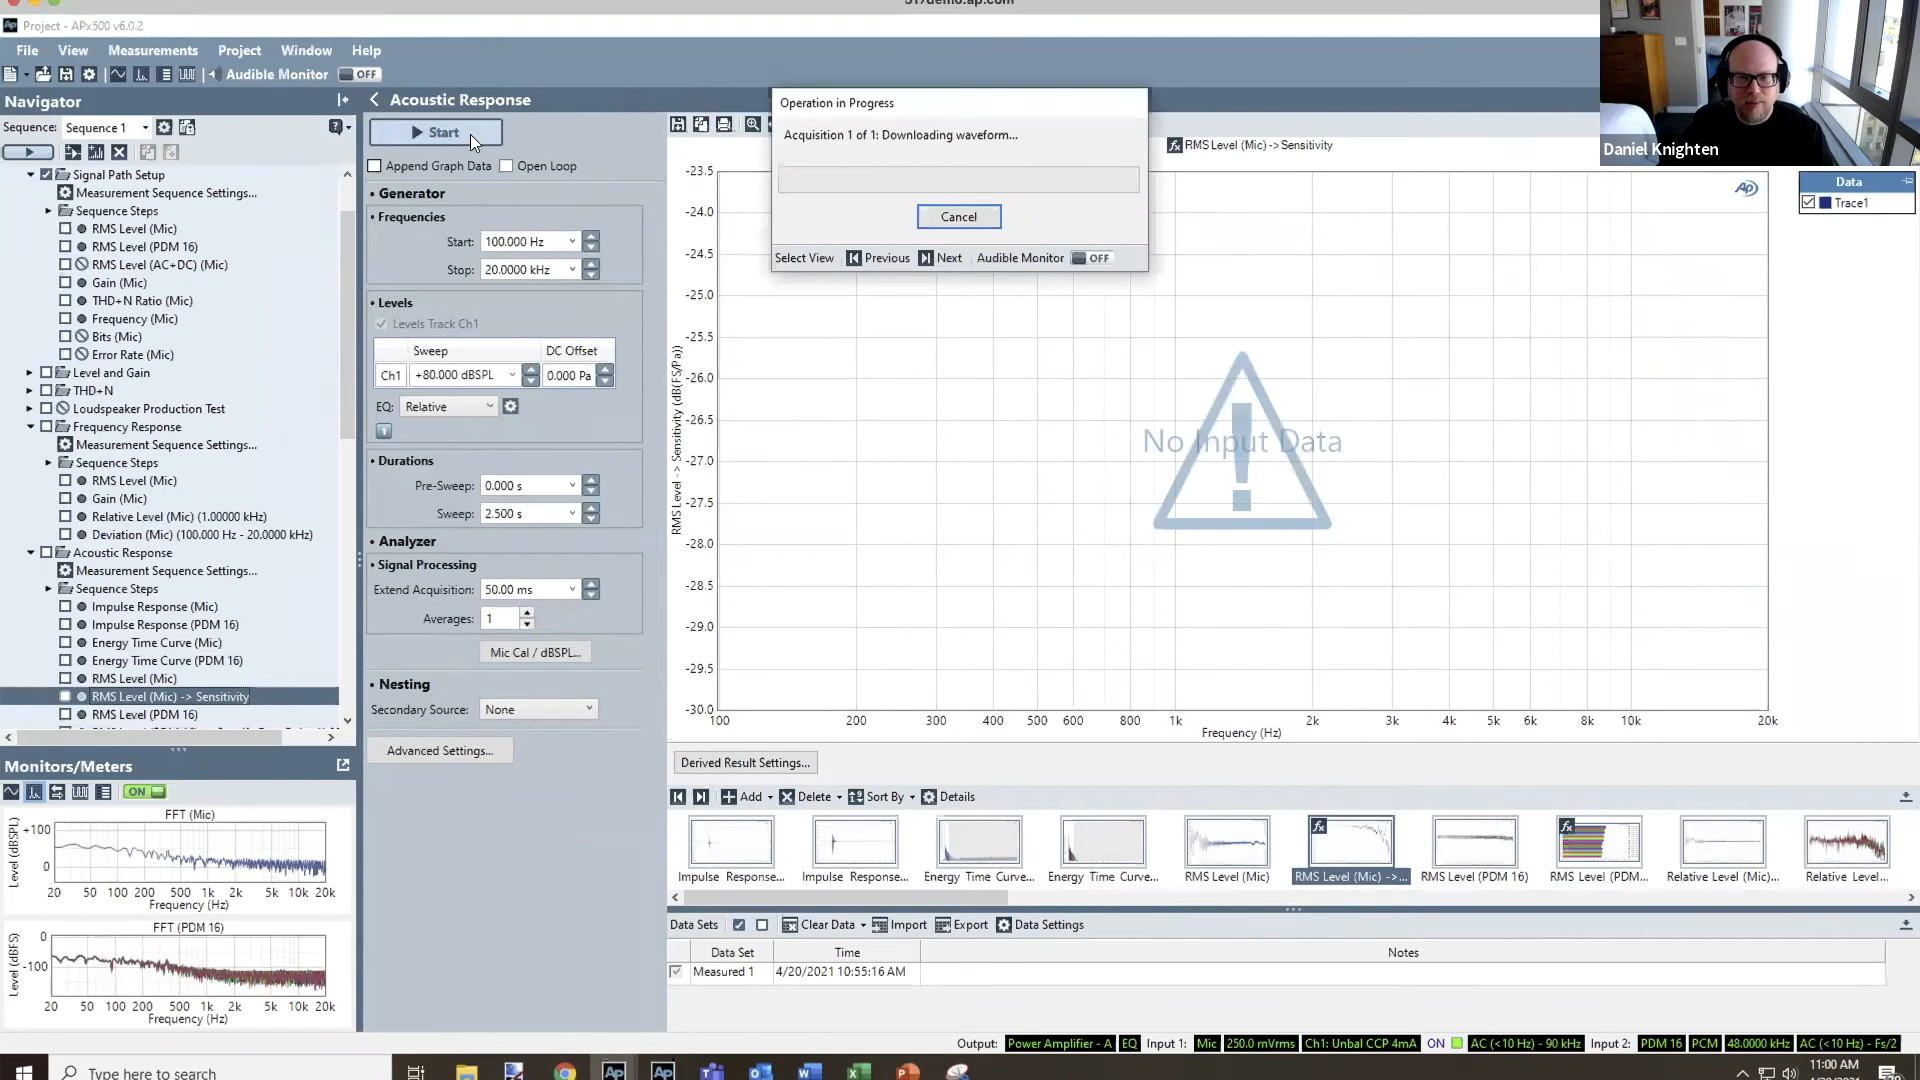 517demo.ap.com
Project - APx500 v6.0.2
File View Measurements Project Window Help
Audible Monitor OFF
Navigator
Sequence: Sequence 1
Signal Path Setup
Measurement Sequence Settings...
Sequence Steps
RMS Level (Mic)
RMS Level (PDM 16)
RMS Level (AC+DC) (Mic)
Gain (Mic)
THD+N Ratio (Mic)
Frequency (Mic)
Bits (Mic)
Error Rate (Mic)
Level and Gain
THD+N
Loudspeaker Production Test
Frequency Response
Measurement Sequence Settings...
Sequence Steps
RMS Level (Mic)
Gain (Mic)
Relative Level (Mic) (1.00000 kHz)
Deviation (Mic) (100.000 Hz - 20.0000 kHz)
Acoustic Response
Measurement Sequence Settings...
Sequence Steps
Impulse Response (Mic)
Impulse Response (PDM 16)
Energy Time Curve (Mic)
Energy Time Curve (PDM 16)
RMS Level (Mic)
RMS Level (Mic) -> Sensitivity
RMS Level (PDM 16)
Monitors/Meters
ON
FFT (Mic)
Level (dBSPL)
+100
0
20 50 100 200 500 1k 2k 5k 10k 20k
Frequency (Hz)
FFT (PDM 16)
Level (dBFS)
0
-100
20 50 100 200 500 1k 2k 5k 10k 20k
Frequency (Hz)
Acoustic Response
Start
Append Graph Data Open Loop
Generator
Frequencies
Start: 100.000 Hz
Stop: 20.0000 kHz
Levels
Levels Track Ch1
Sweep DC Offset
Ch1 +80.000 dBSPL 0.000 Pa
EQ: Relative
1
Durations
Pre-Sweep: 0.000 s
Sweep: 2.500 s
Analyzer
Signal Processing
Extend Acquisition: 50.00 ms
Averages: 1
Mic Cal / dBSPL...
Nesting
Secondary Source: None
Advanced Settings...
Operation in Progress
Acquisition 1 of 1: Downloading waveform...
Cancel
Select View Previous Next Audible Monitor OFF
RMS Level (Mic) -> Sensitivity
RMS Level -> Sensitivity (dB(FS/Pa))
-23.5
-24.0
-24.5
-25.0
-25.5
-26.0
-26.5
-27.0
-27.5
-28.0
-28.5
-29.0
-29.5
-30.0
100 200 300 400 500 600 800 1k 2k 3k 4k 5k 6k 8k 10k 20k
Frequency (Hz)
No Input Data
AP
Data
Trace1
Daniel Knighten
Derived Result Settings...
Add Delete Sort By Details
Impulse Response...
Impulse Response...
Energy Time Curve...
Energy Time Curve...
RMS Level (Mic)
RMS Level (Mic) ->...
RMS Level (PDM 16)
RMS Level (PDM...
Relative Level (Mic)...
Relative Level...
Data Sets Clear Data Import Export Data Settings
Data Set Time Notes
Measured 1 4/20/2021 10:55:16 AM
Output: Power Amplifier - A EQ Input 1: Mic 250.0 mVrms Ch1: Unbal CCP 4mA ON AC (<10 Hz) - 90 kHz Input 2: PDM 16 PCM 48.0000 kHz AC (<10 Hz) - Fs/2
Type here to search
11:00 AM